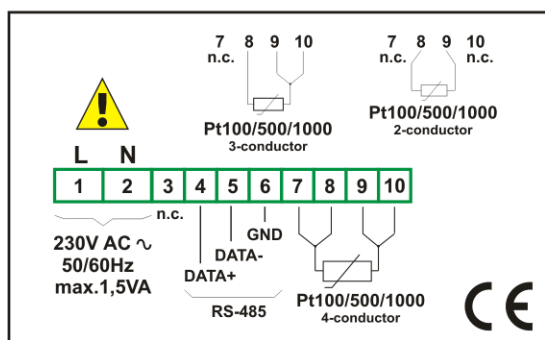 7 8 9 10
n.c.
Pt100/500/1000
3-conductor
7 8 9 10
n.c. n.c.
Pt100/500/1000
2-conductor
!
L N
1 2 3 4 5 6 7 8 9 10
n.c.
230V AC ∿
50/60Hz
max.1,5VA
DATA+
DATA-
GND
RS-485
Pt100/500/1000
4-conductor
CE